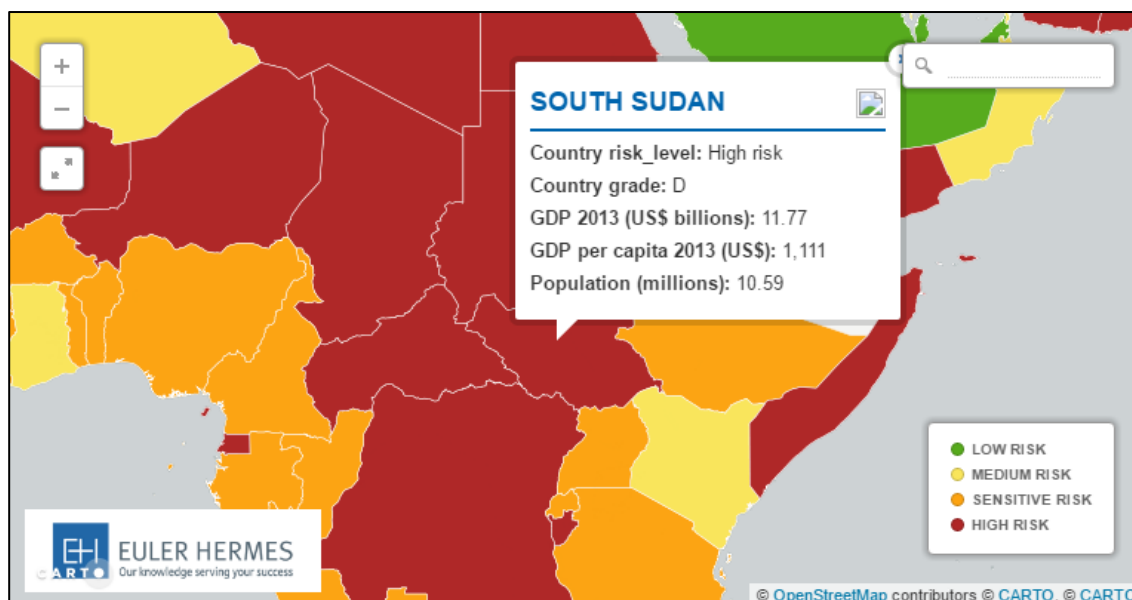 +
−
SOUTH SUDAN
Country risk_level: High risk
Country grade: D
GDP 2013 (US$ billions): 11.77
GDP per capita 2013 (US$): 1,111
Population (millions): 10.59
LOW RISK
MEDIUM RISK
SENSITIVE RISK
HIGH RISK
EH
EULER HERMES
Our knowledge serving your success
CARTO
© OpenStreetMap contributors © CARTO, © CARTO